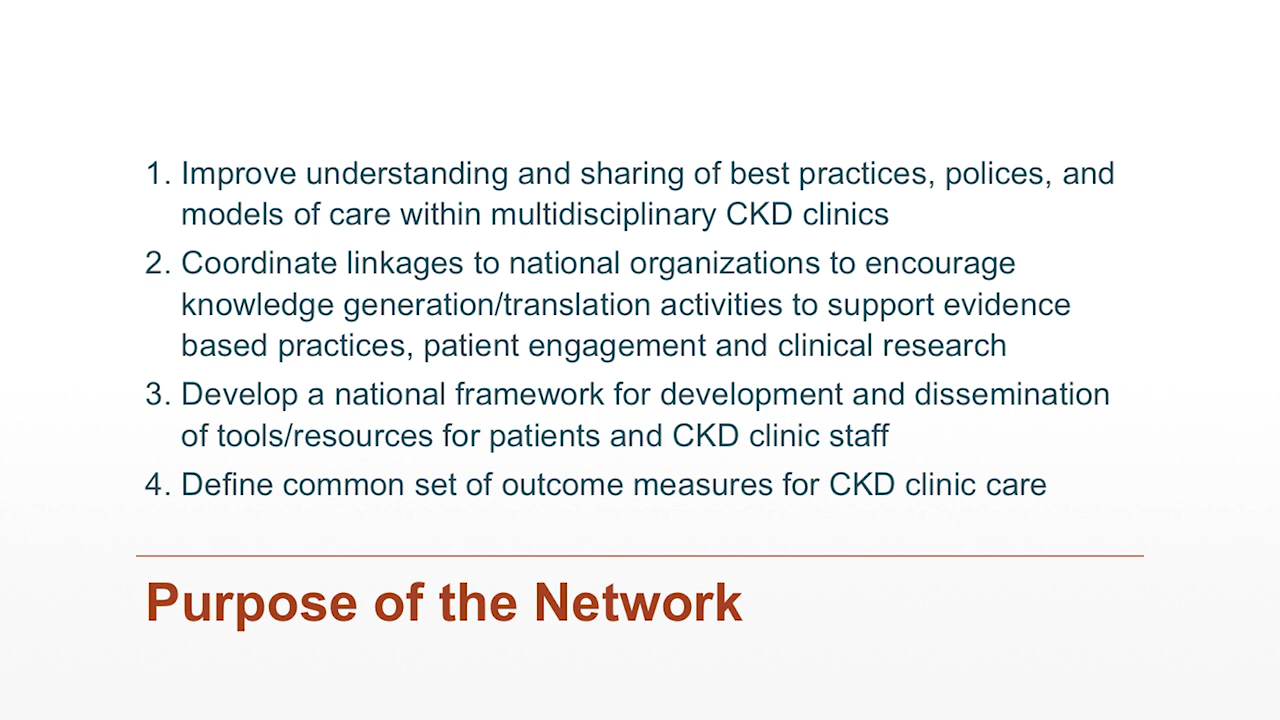 1. Improve understanding and sharing of best practices, polices, and
models of care within multidisciplinary CKD clinics
2. Coordinate linkages to national organizations to encourage
knowledge generation/translation activities to support evidence
based practices, patient engagement and clinical research
3. Develop a national framework for development and dissemination
of tools/resources for patients and CKD clinic staff
4. Define common set of outcome measures for CKD clinic care
Purpose of the Network